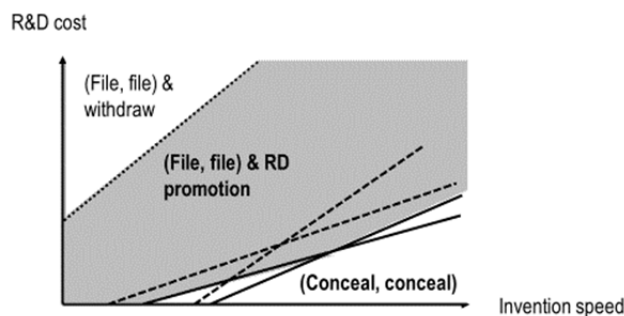 R&D cost
(File, file) &
withdraw
(File, file) & RD
promotion
(Conceal, conceal)
Invention speed